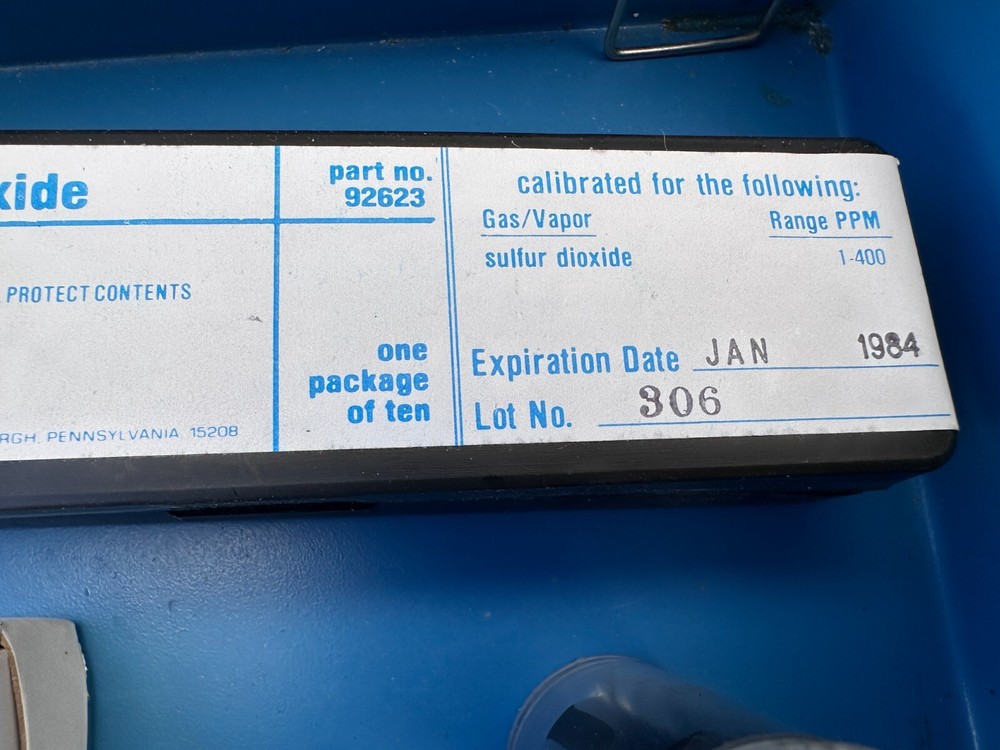 xide
PROTECT CONTENTS
RGH, PENNSYLVANIA 15208
part no.
92623
one
package
of ten
calibrated for the following:
Gas/Vapor Range PPM
sulfur dioxide 1-400
Expiration Date JAN 1984
Lot No. 306